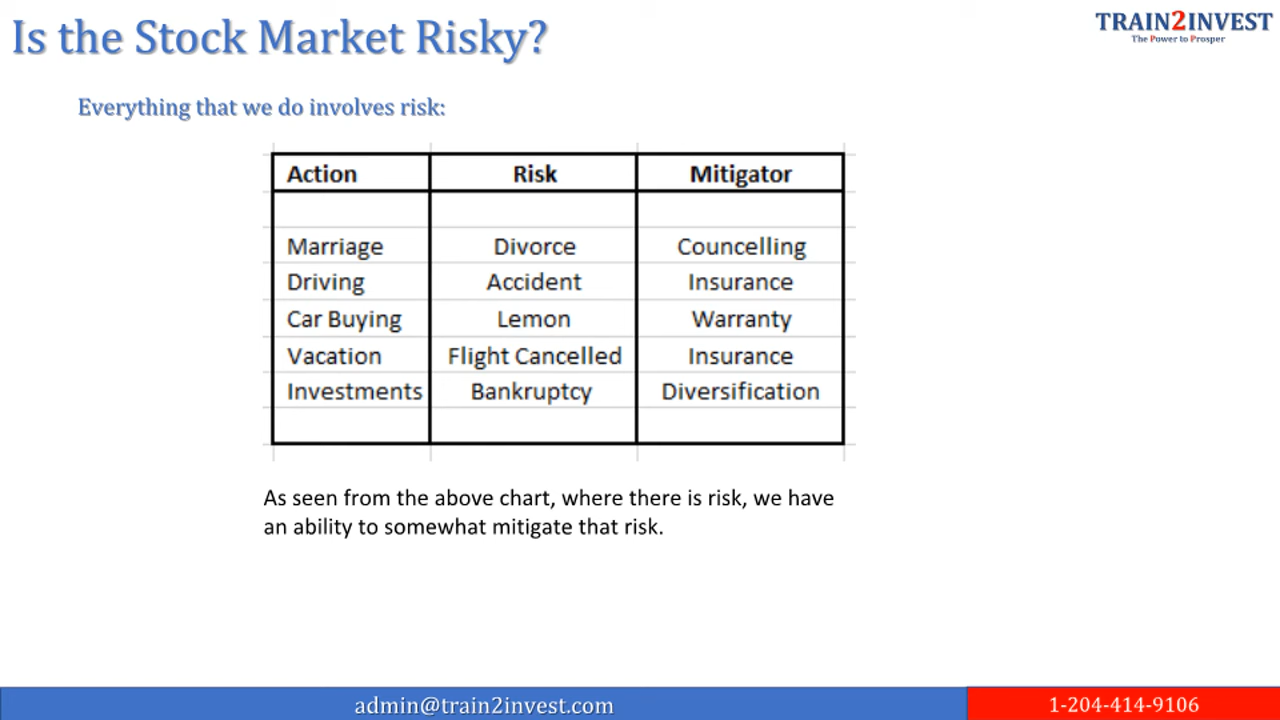 Is the Stock Market Risky?
TRAIN2INVEST
The Power to Prosper
Everything that we do involves risk:
Action Risk Mitigator
Marriage Divorce Councelling
Driving Accident Insurance
Car Buying Lemon Warranty
Vacation Flight Cancelled Insurance
Investments Bankruptcy Diversification
As seen from the above chart, where there is risk, we have
an ability to somewhat mitigate that risk.
admin@train2invest.com 1-204-414-9106